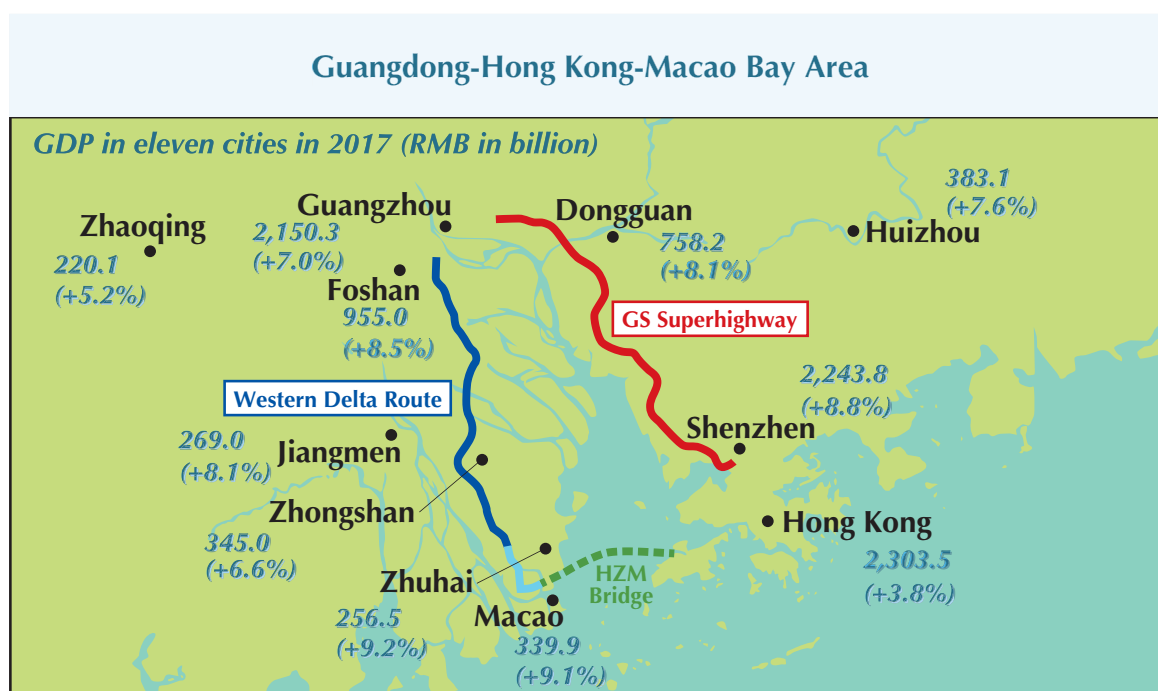 Guangdong-Hong Kong-Macao Bay Area
GDP in eleven cities in 2017 (RMB in billion)
Zhaoqing
220.1
(+5.2%)
Guangzhou
2,150.3
(+7.0%)
Foshan
955.0
(+8.5%)
Dongguan
758.2
(+8.1%)
383.1
(+7.6%)
Huizhou
GS Superhighway
Western Delta Route
2,243.8
(+8.8%)
Shenzhen
269.0
(+8.1%)
Jiangmen
Zhongshan
345.0
(+6.6%)
Hong Kong
2,303.5
(+3.8%)
Zhuhai
256.5
(+9.2%)
HZM
Bridge
Macao
339.9
(+9.1%)